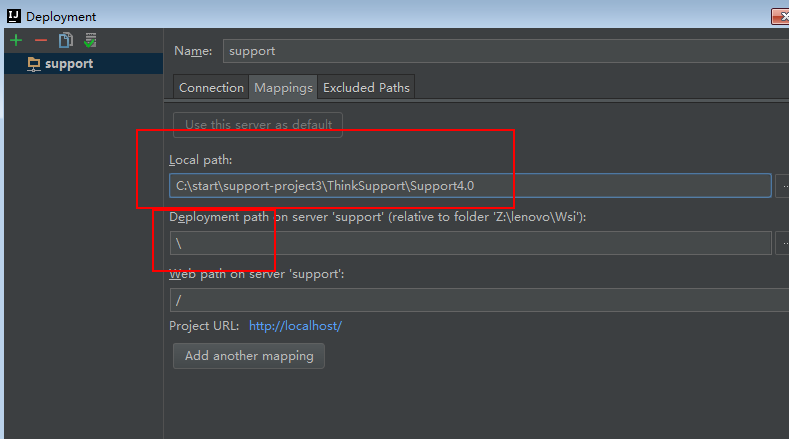 IJ Deployment
support
Name: support
Connection Mappings Excluded Paths
Use this server as default
Local path:
C:\start\support-project3\ThinkSupport\Support4.0
...
Deployment path on server 'support' (relative to folder 'Z:\lenovo\Wsi'):
\
...
Web path on server 'support':
/
Project URL: http://localhost/
Add another mapping